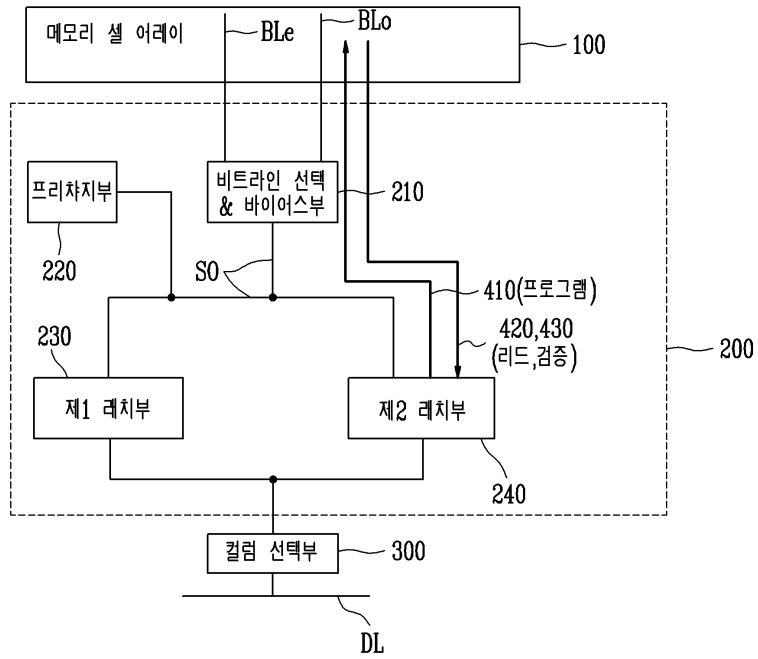 메모리 셀 어레이
BLe
BLo
100
프리챠지부
220
비트라인 선택
& 바이어스부
210
SO
410(프로그램)
420,430
(리드,검증)
230
200
제1 래치부
제2 래치부
240
컬럼 선택부
300
DL